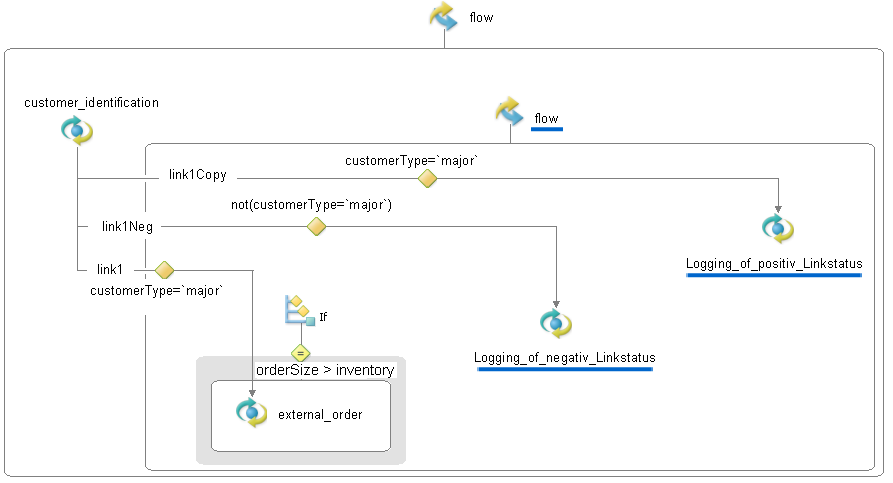 flow
customer_identification
flow
customerType=`major`
link1Copy
not(customerType=`major`)
link1Neg
Logging_of_positiv_Linkstatus
link1
customerType=`major`
If
=
Logging_of_negativ_Linkstatus
orderSize > inventory
external_order